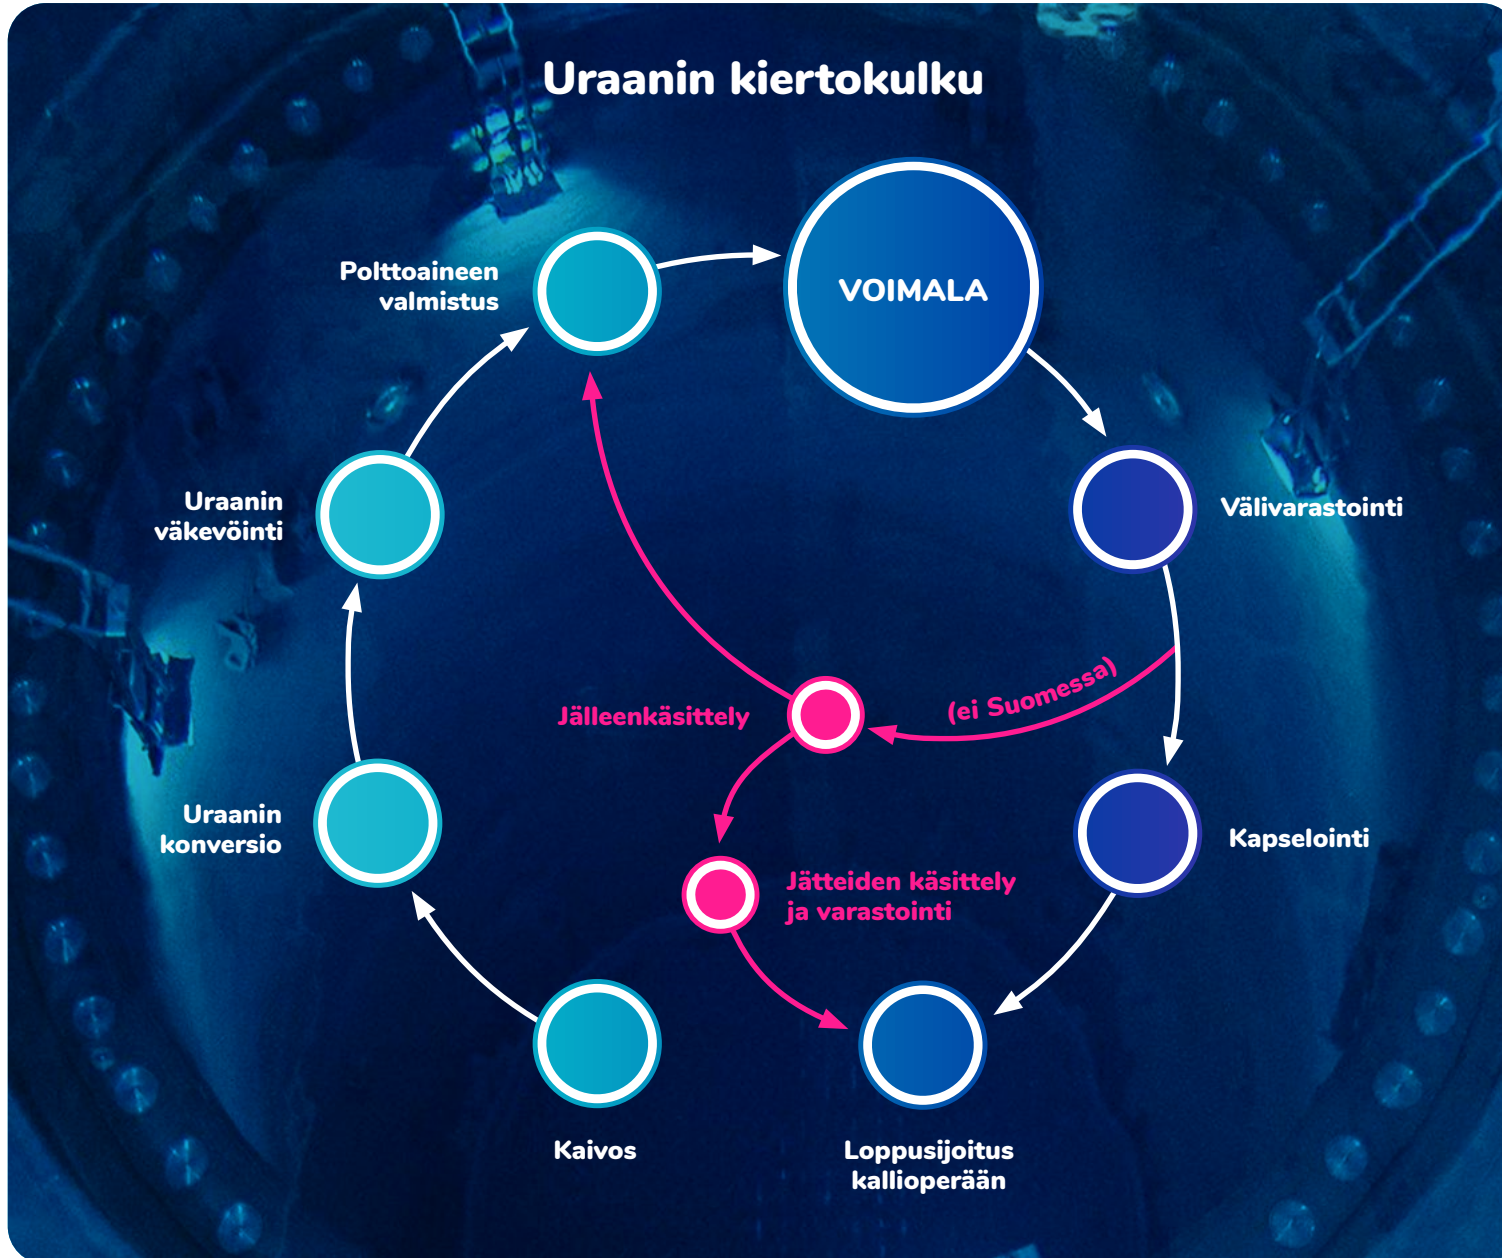 Uraanin kiertokulku
Polttoaineen
valmistus
VOIMALA
Uraanin
väkevöinti
Välivarastointi
(ei Suomessa)
Jälleenkäsittely
Uraanin
konversio
Kapselointi
Jätteiden käsittely
ja varastointi
Kaivos
Loppusijoitus
kallioperään